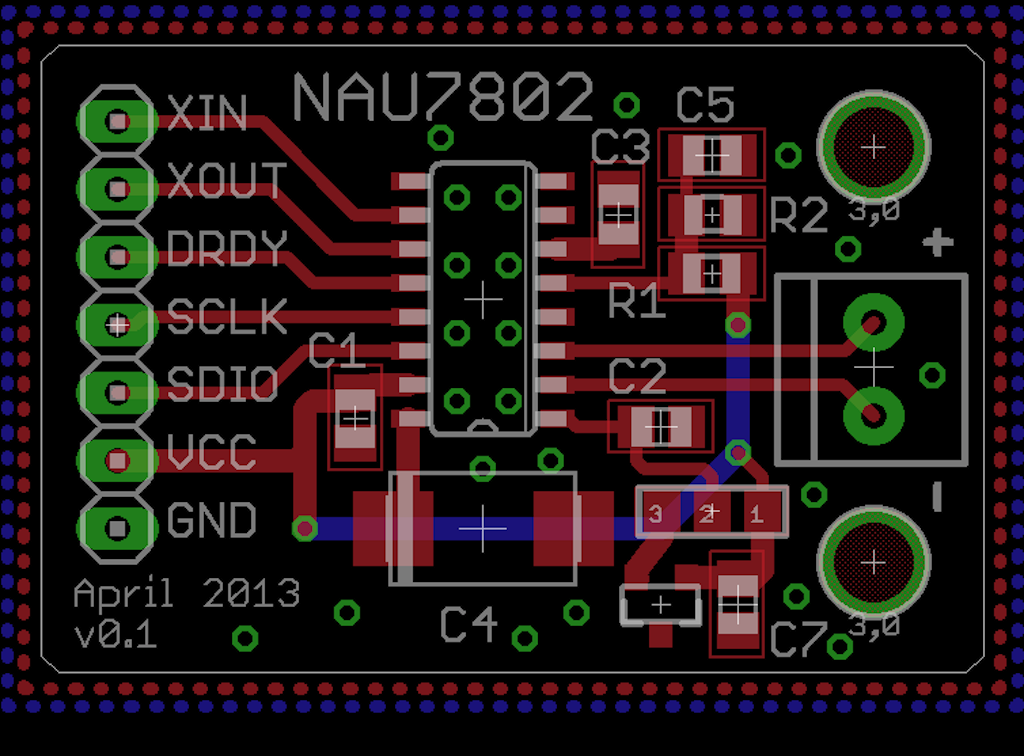 NAU7802
XIN
C5
C3
XOUT
R2
3,0
DRDY
+
R1
SCLK
C1
SDIO
C2
VCC
-
GND
3 2 1
April 2013
v0.1
C4
C7
3,0